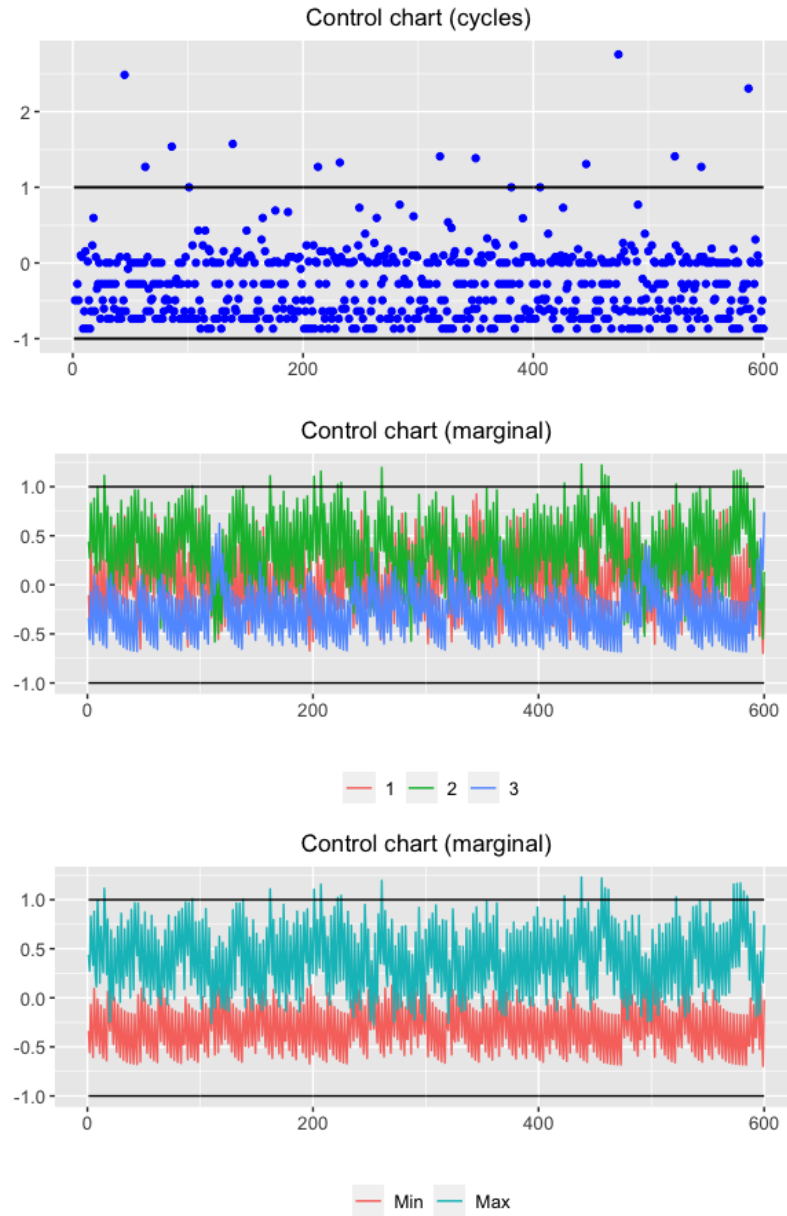 Control chart (cycles)
2
1
0
-1
0 200 400 600
Control chart (marginal)
1.0
0.5
0.0
-0.5
-1.0
0 200 400 600
1 2 3
Control chart (marginal)
1.0
0.5
0.0
-0.5
-1.0
0 200 400 600
Min Max